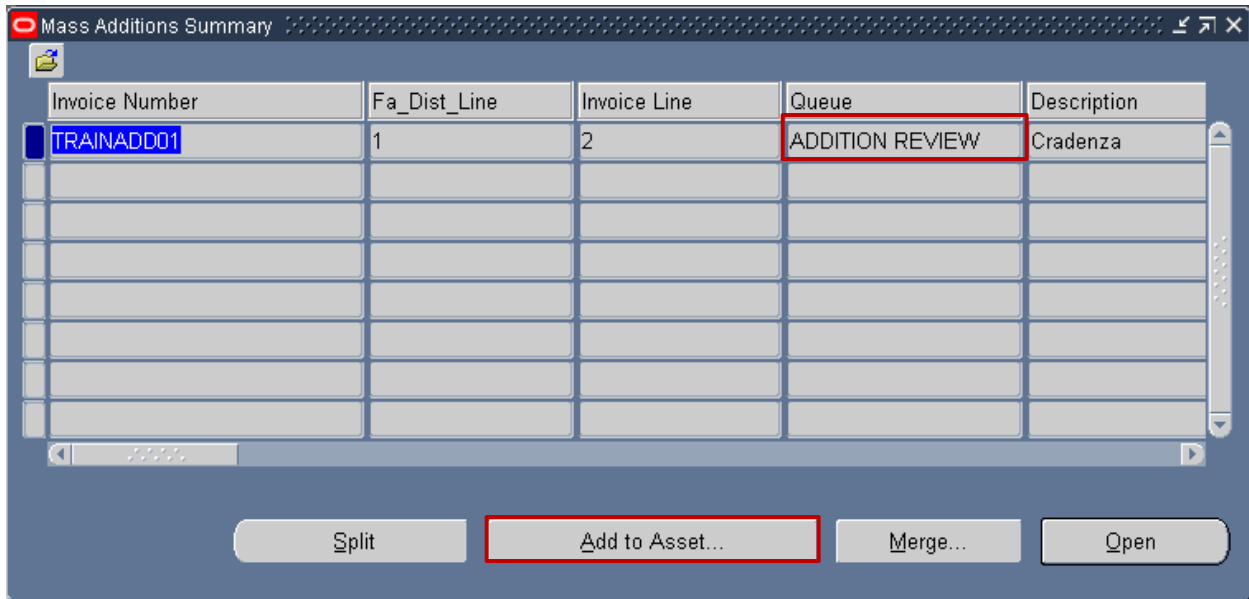 Mass Additions Summary
Invoice Number Fa_Dist_Line Invoice Line Queue Description
TRAINADD01 1 2 ADDITION REVIEW Cradenza
Split Add to Asset... Merge... Open